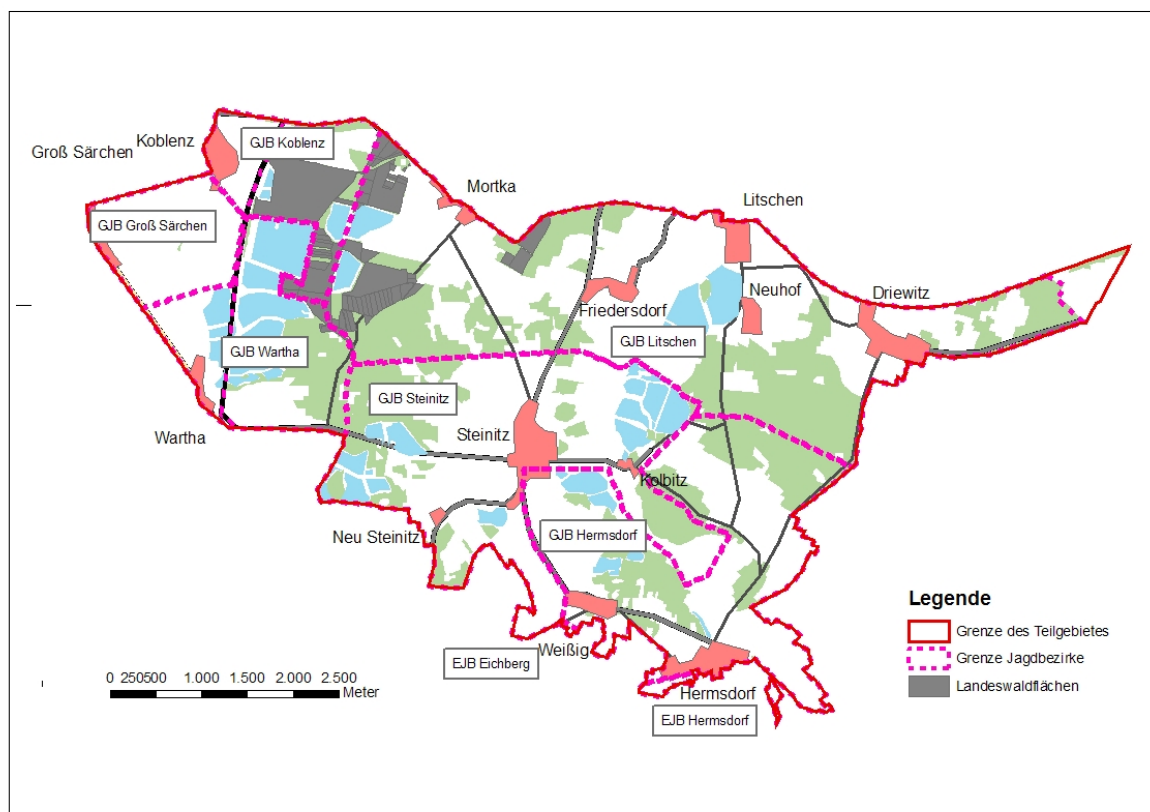 Koblenz
GJB Koblenz
Groß Särchen
Mortka
Litschen
GJB Groß Särchen
Neuhof
Driewitz
Friedersdorf
GJB Litschen
GJB Wartha
GJB Steinitz
Steinitz
Wartha
Kolbitz
Neu Steinitz
GJB Hermsdorf
Weißig
EJB Eichberg
Hermsdorf
EJB Hermsdorf
0 250500 1.000 1.500 2.000 2.500
Meter
Legende
Grenze des Teilgebietes
Grenze Jagdbezirke
Landeswaldflächen